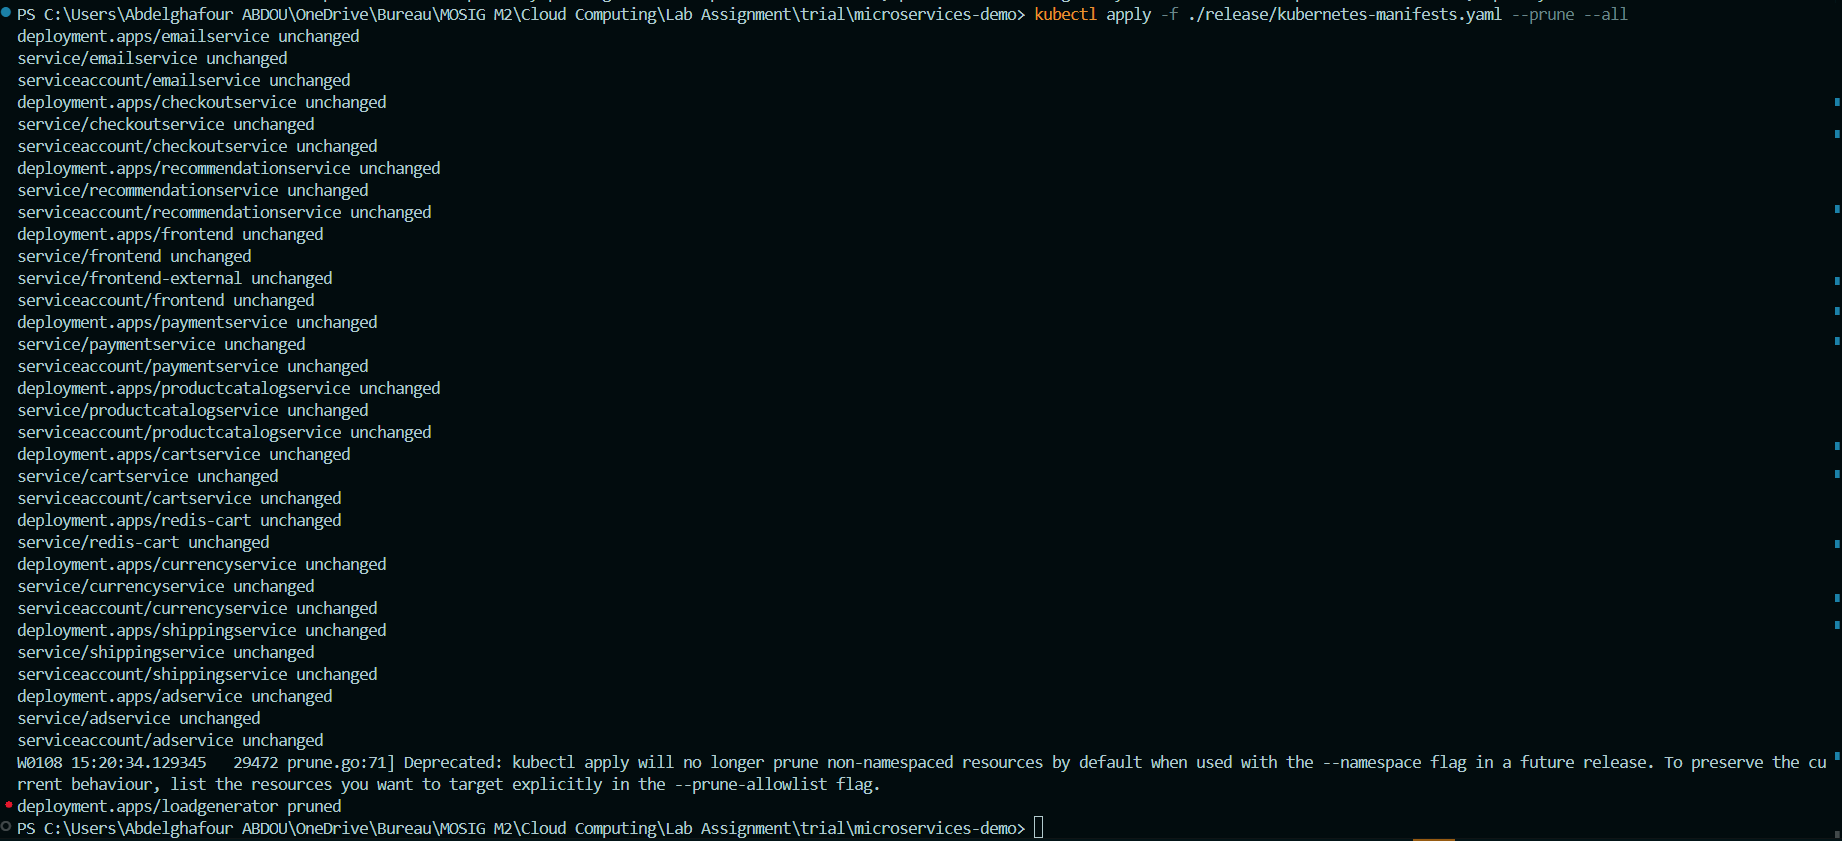 PS C:\Users\Abdelghafour ABDOU\OneDrive\Bureau\MOSIG M2\Cloud Computing\Lab Assignment\trial\microservices-demo> kubectl apply -f ./release/kubernetes-manifests.yaml --prune --all
deployment.apps/emailservice unchanged
service/emailservice unchanged
serviceaccount/emailservice unchanged
deployment.apps/checkoutservice unchanged
service/checkoutservice unchanged
serviceaccount/checkoutservice unchanged
deployment.apps/recommendationservice unchanged
service/recommendationservice unchanged
serviceaccount/recommendationservice unchanged
deployment.apps/frontend unchanged
service/frontend unchanged
service/frontend-external unchanged
serviceaccount/frontend unchanged
deployment.apps/paymentservice unchanged
service/paymentservice unchanged
serviceaccount/paymentservice unchanged
deployment.apps/productcatalogservice unchanged
service/productcatalogservice unchanged
serviceaccount/productcatalogservice unchanged
deployment.apps/cartservice unchanged
service/cartservice unchanged
serviceaccount/cartservice unchanged
deployment.apps/redis-cart unchanged
service/redis-cart unchanged
deployment.apps/currencyservice unchanged
service/currencyservice unchanged
serviceaccount/currencyservice unchanged
deployment.apps/shippingservice unchanged
service/shippingservice unchanged
serviceaccount/shippingservice unchanged
deployment.apps/adservice unchanged
service/adservice unchanged
serviceaccount/adservice unchanged
W0108 15:20:34.129345   29472 prune.go:71] Deprecated: kubectl apply will no longer prune non-namespaced resources by default when used with the --namespace flag in a future release. To preserve the cu
rrent behaviour, list the resources you want to target explicitly in the --prune-allowlist flag.
deployment.apps/loadgenerator pruned
PS C:\Users\Abdelghafour ABDOU\OneDrive\Bureau\MOSIG M2\Cloud Computing\Lab Assignment\trial\microservices-demo>